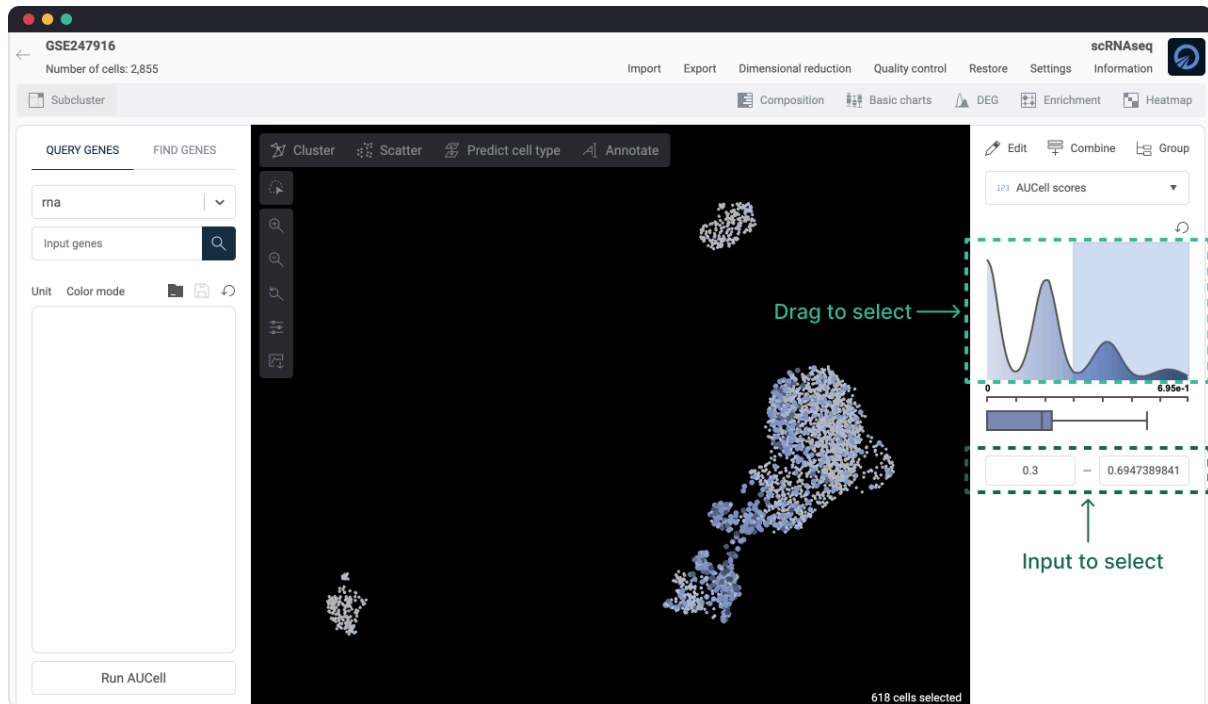 GSE247916
Number of cells: 2,855
scRNAseq
Import Export Dimensional reduction Quality control Restore Settings Information
Subcluster
Composition Basic charts DEG Enrichment Heatmap
QUERY GENES FIND GENES
Cluster Scatter Predict cell type Annotate
Edit Combine Group
rna
123 AUCell scores
Input genes
Unit Color mode
Drag to select
0 6.95e-1
0.3 – 0.6947389841
Input to select
Run AUCell
618 cells selected